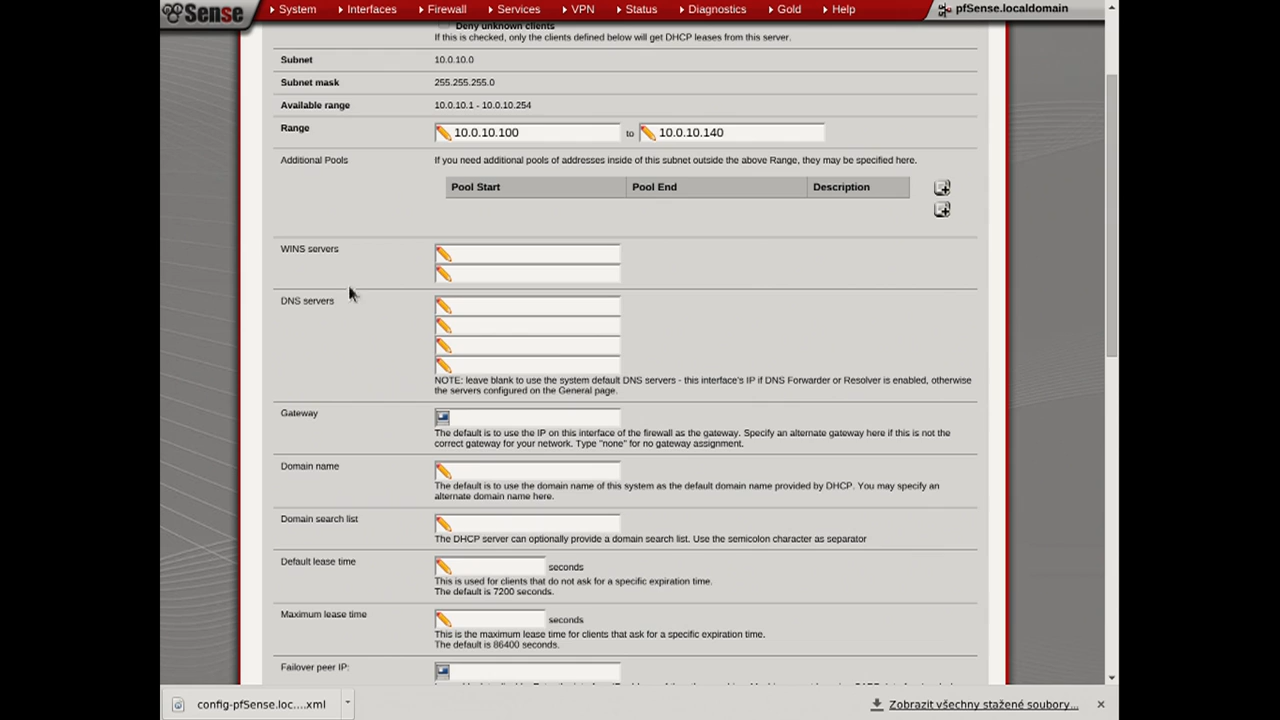 Sense
System
Interfaces
Firewall
Services
VPN
Status
Diagnostics
Gold
Help
pfSense.localdomain
Deny unknown clients
If this is checked, only the clients defined below will get DHCP leases from this server.
Subnet
10.0.10.0
Subnet mask
255.255.255.0
Available range
10.0.10.1 - 10.0.10.254
Range
10.0.10.100
to
10.0.10.140
Additional Pools
If you need additional pools of addresses inside of this subnet outside the above Range, they may be specified here.
Pool Start
Pool End
Description
WINS servers
DNS servers
NOTE: leave blank to use the system default DNS servers - this interface's IP if DNS Forwarder or Resolver is enabled, otherwise
the servers configured on the General page.
Gateway
The default is to use the IP on this interface of the firewall as the gateway. Specify an alternate gateway here if this is not the
correct gateway for your network. Type "none" for no gateway assignment.
Domain name
The default is to use the domain name of this system as the default domain name provided by DHCP. You may specify an
alternate domain name here.
Domain search list
The DHCP server can optionally provide a domain search list. Use the semicolon character as separator
Default lease time
seconds
This is used for clients that do not ask for a specific expiration time.
The default is 7200 seconds.
Maximum lease time
seconds
This is the maximum lease time for clients that ask for a specific expiration time.
The default is 86400 seconds.
Failover peer IP:
config-pfSense.loc....xml
Zobrazit všechny stažené soubory...